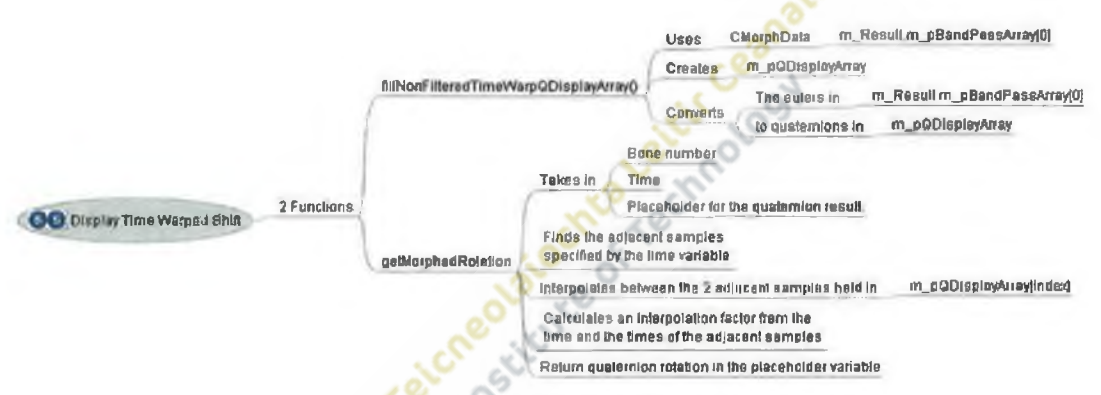 Display Time Warped Shift
2 Functions
fillNonFilteredTimeWarpQDisplayArray()
Uses CMorphData m_Result.m_pBandPassArray[0]
Creates m_pQDisplayArray
Converts
The eulers in m_Result.m_pBandPassArray[0]
to quaternions in m_pQDisplayArray
getMorphedRotation
Takes in
Bone number
Time
Placeholder for the quaternion result
Finds the adjacent samples
specified by the time variable
Interpolates between the 2 adjacent samples held in m_pQDisplayArray[index]
Calculates an interpolation factor from the
time and the times of the adjacent samples
Return quaternion rotation in the placeholder variable